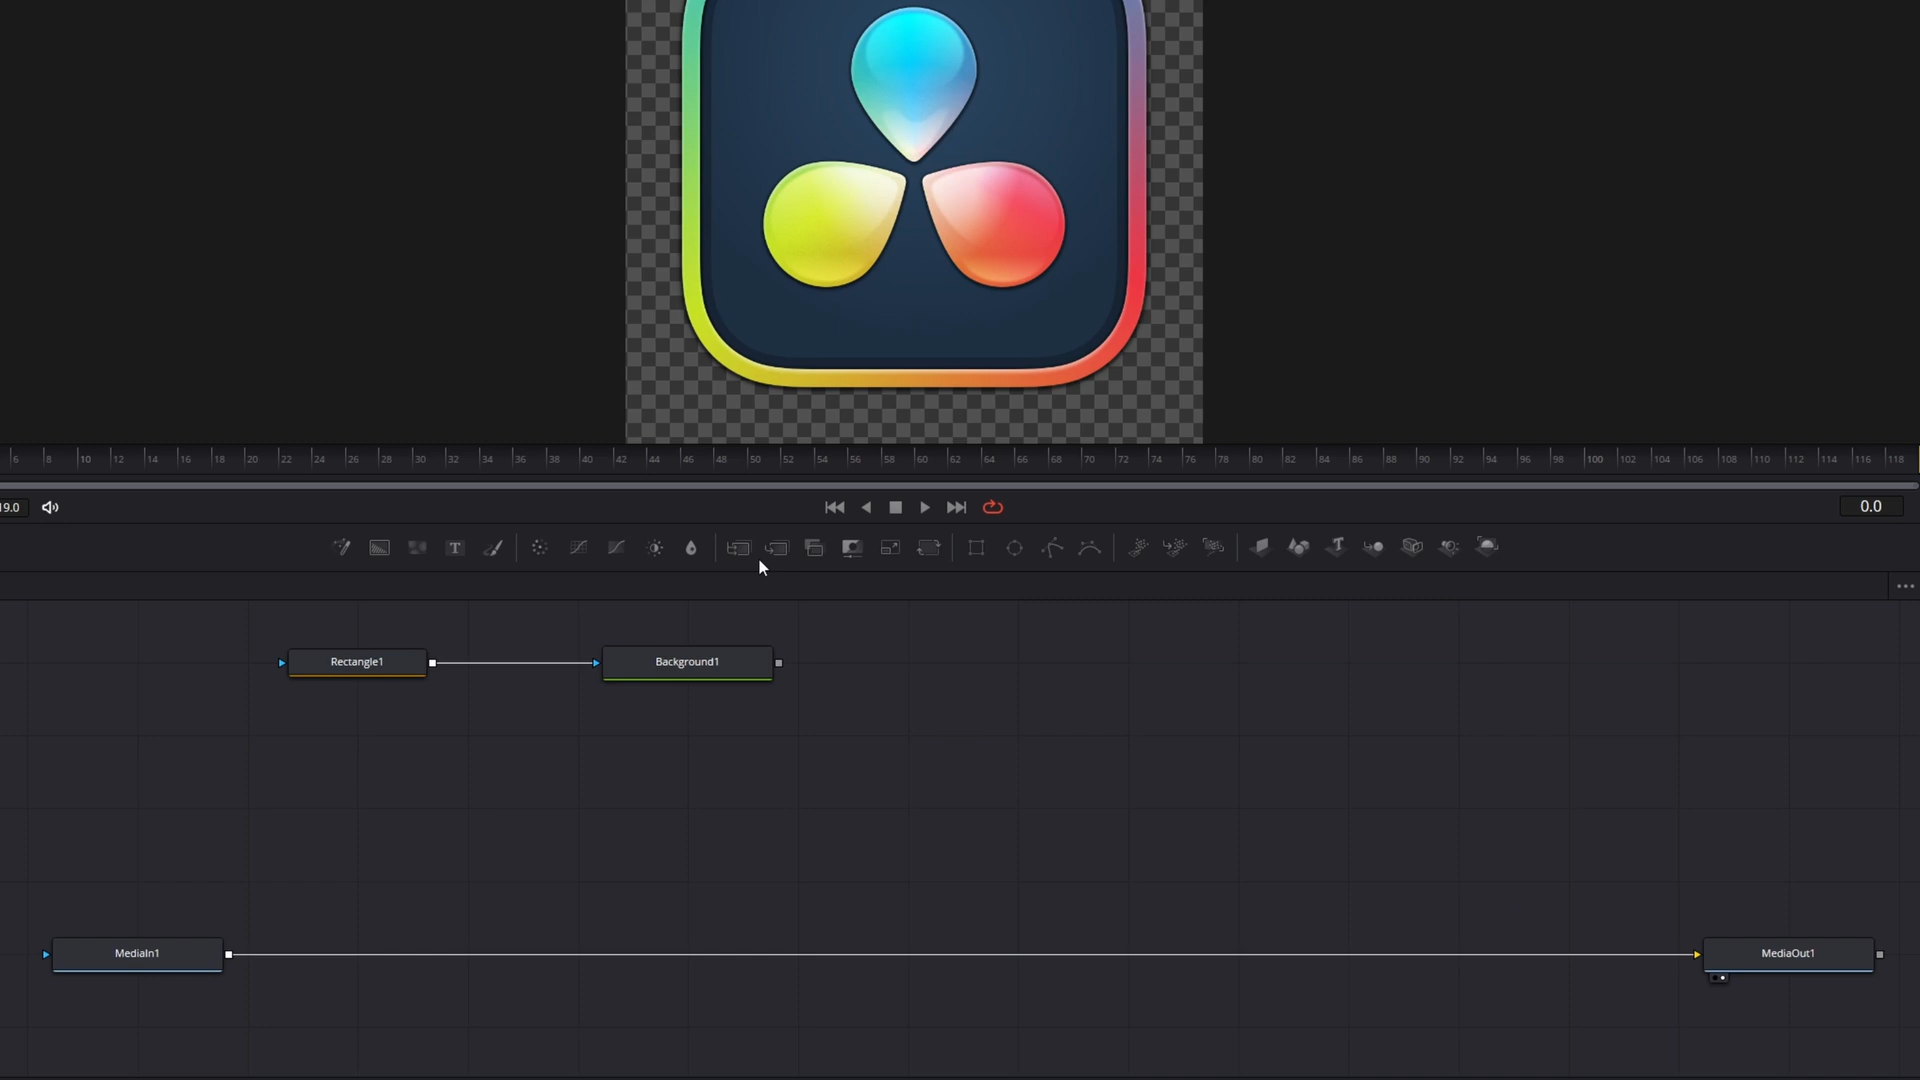 6 8 10 12 14 16 18 20 22 24 26 28 30 32 34 36 38 40 42 44 46 48 50 52 54 56 58 60 62 64 66 68 70 72 74 76 78 80 82 84 86 88 90 92 94 96 98 100 102 104 106 108 110 112 114 116 118
19.0 0.0
T T
Rectangle1 Background1
MediaIn1 MediaOut1